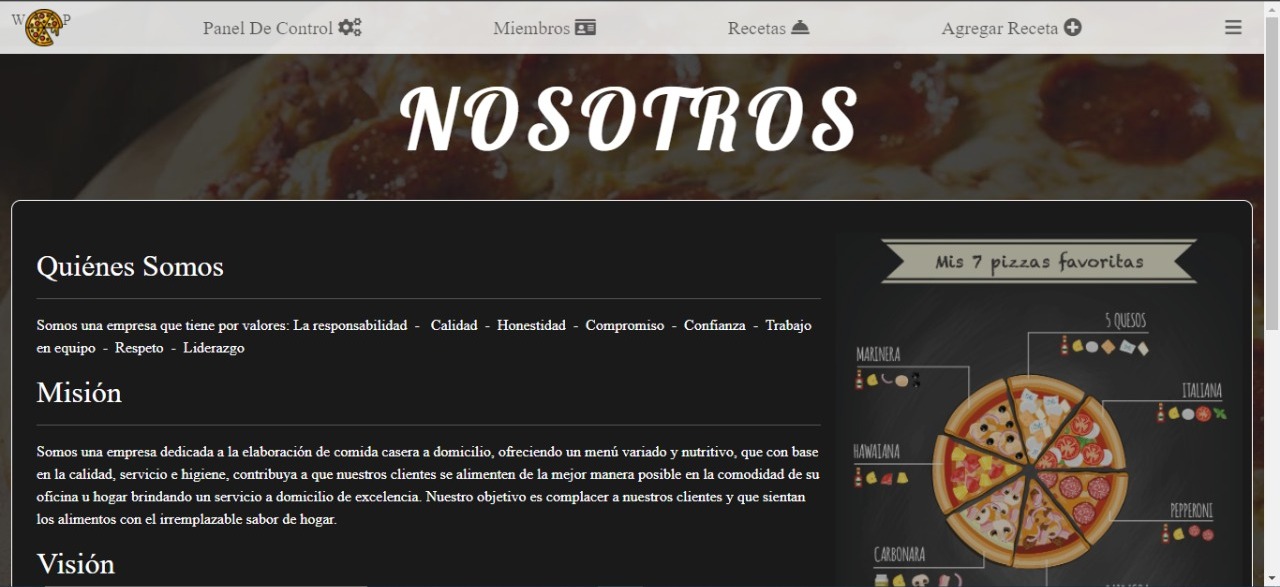 W P
Panel De Control
Miembros
Recetas
Agregar Receta
NOSOTROS
Quiénes Somos
Somos una empresa que tiene por valores: La responsabilidad - Calidad - Honestidad - Compromiso - Confianza - Trabajo
en equipo - Respeto - Liderazgo
Misión
Somos una empresa dedicada a la elaboración de comida casera a domicilio, ofreciendo un menú variado y nutritivo, que con base
en la calidad, servicio e higiene, contribuya a que nuestros clientes se alimenten de la mejor manera posible en la comodidad de su
oficina u hogar brindando un servicio a domicilio de excelencia. Nuestro objetivo es complacer a nuestros clientes y que sientan
los alimentos con el irremplazable sabor de hogar.
Visión
Mis 7 pizzas favoritas
5 QUESOS
MARINERA
ITALIANA
HAWAIANA
PEPPERONI
CARBONARA